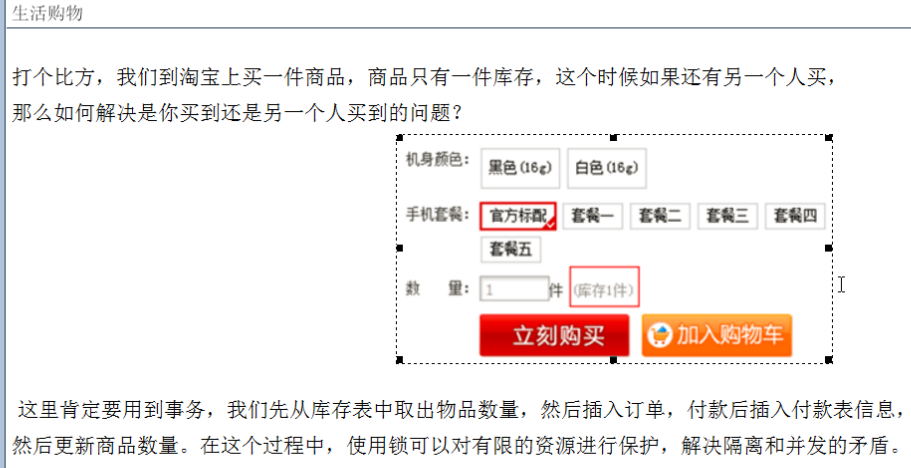 生活购物
打个比方，我们到淘宝上买一件商品，商品只有一件库存，这个时候如果还有另一个人买，
那么如何解决是你买到还是另一个人买到的问题？
机身颜色： 黑色(16g) 白色(16g)
手机套餐： 官方标配 套餐一 套餐二 套餐三 套餐四
套餐五
数 量： 1 件 (库存1件)
立刻购买 加入购物车
这里肯定要用到事务，我们先从库存表中取出物品数量，然后插入订单，付款后插入付款表信息，
然后更新商品数量。在这个过程中，使用锁可以对有限的资源进行保护，解决隔离和并发的矛盾。